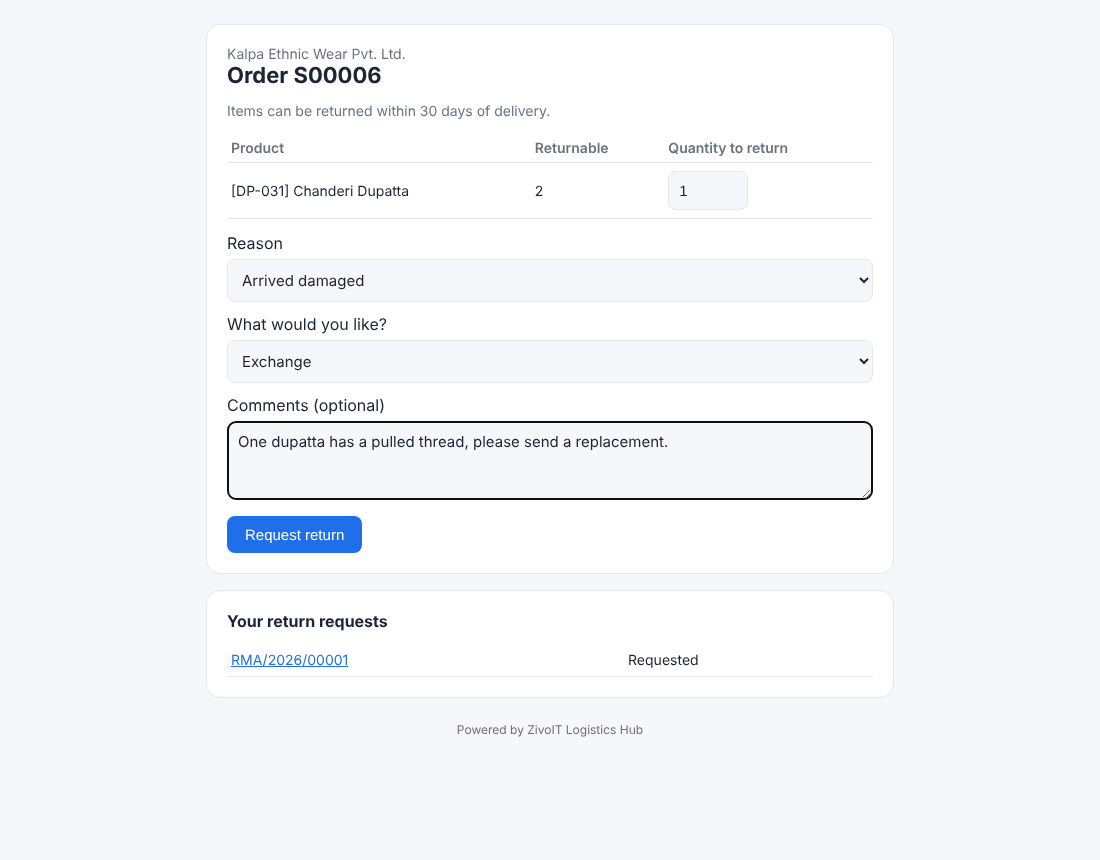 Kalpa Ethnic Wear Pvt. Ltd.
Order S00006
Items can be returned within 30 days of delivery.
Product Returnable Quantity to return
[DP-031] Chanderi Dupatta 2 1
Reason
Arrived damaged
What would you like?
Exchange
Comments (optional)
One dupatta has a pulled thread, please send a replacement.
Request return
Your return requests
RMA/2026/00001 Requested
Powered by ZivoIT Logistics Hub